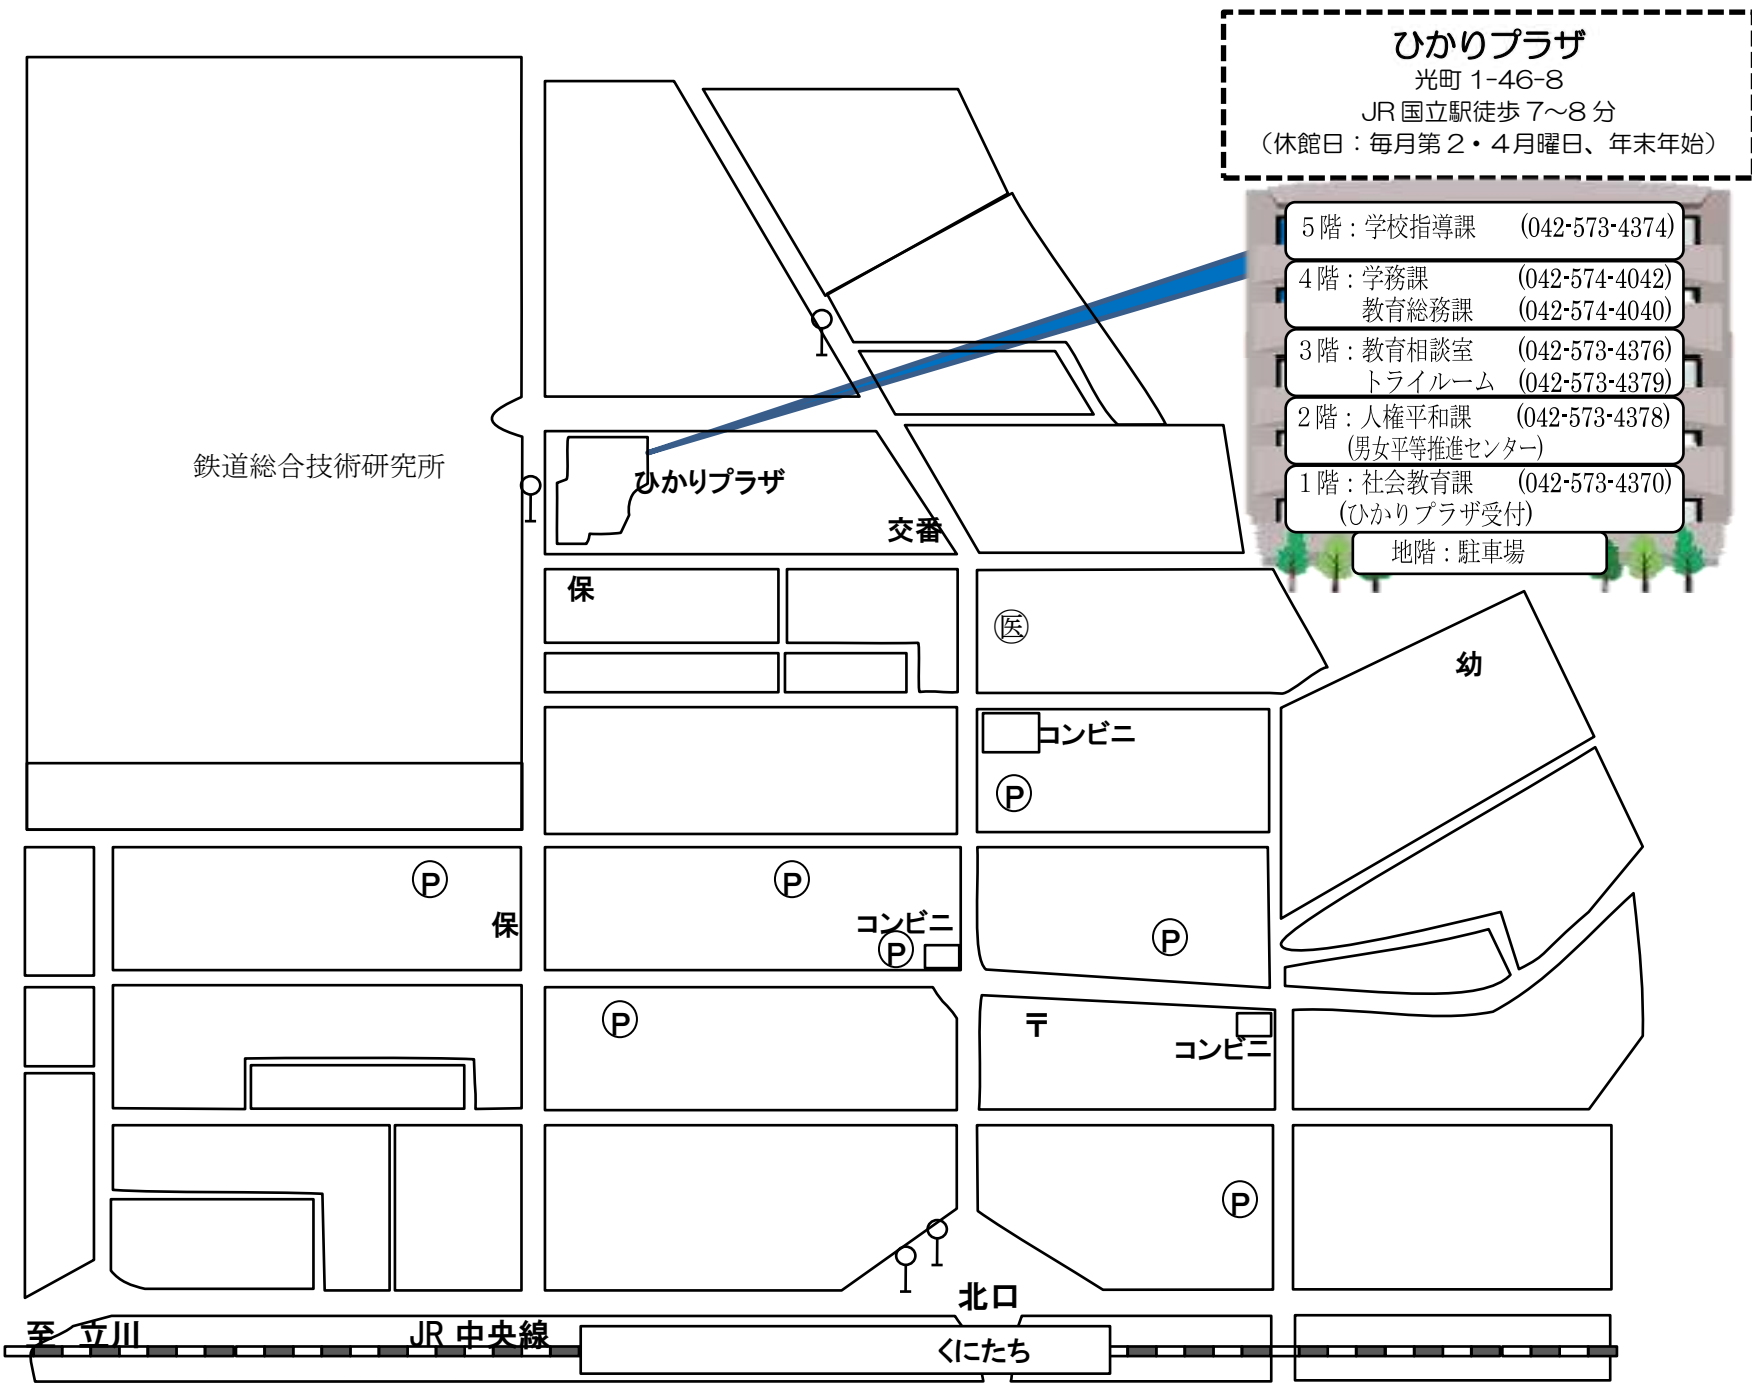 ひかりプラザ
光町 1-46-8
JR 国立駅徒歩 7～8 分
（休館日：毎月第2・4月曜日、年末年始）
5階：学校指導課 (042-573-4374)
4階：学務課 (042-574-4042)
教育総務課 (042-574-4040)
3階：教育相談室 (042-573-4376)
トライルーム (042-573-4379)
2階：人権平和課 (042-573-4378)
(男女平等推進センター)
1階：社会教育課 (042-573-4370)
(ひかりプラザ受付)
地階：駐車場
鉄道総合技術研究所
ひかりプラザ
交番
保
医
幼
コンビニ
P
P
P
保
コンビニ
P
P
P
〒
コンビニ
P
北口
至 立川
JR 中央線
くにたち